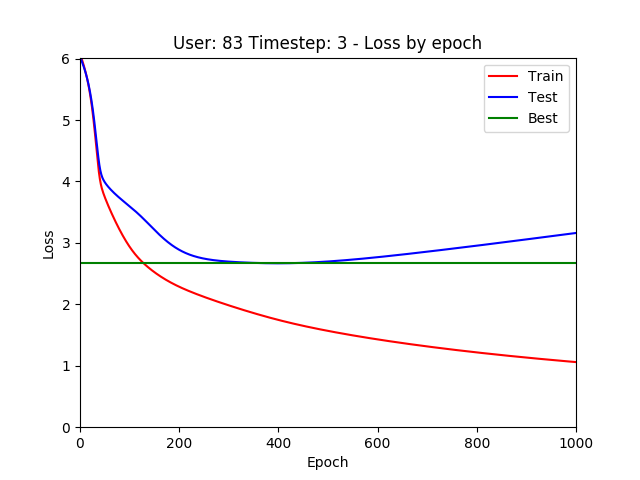 User: 83 Timestep: 3 - Loss by epoch
Train
Test
Best
Loss
6
5
4
3
2
1
0
0 200 400 600 800 1000
Epoch